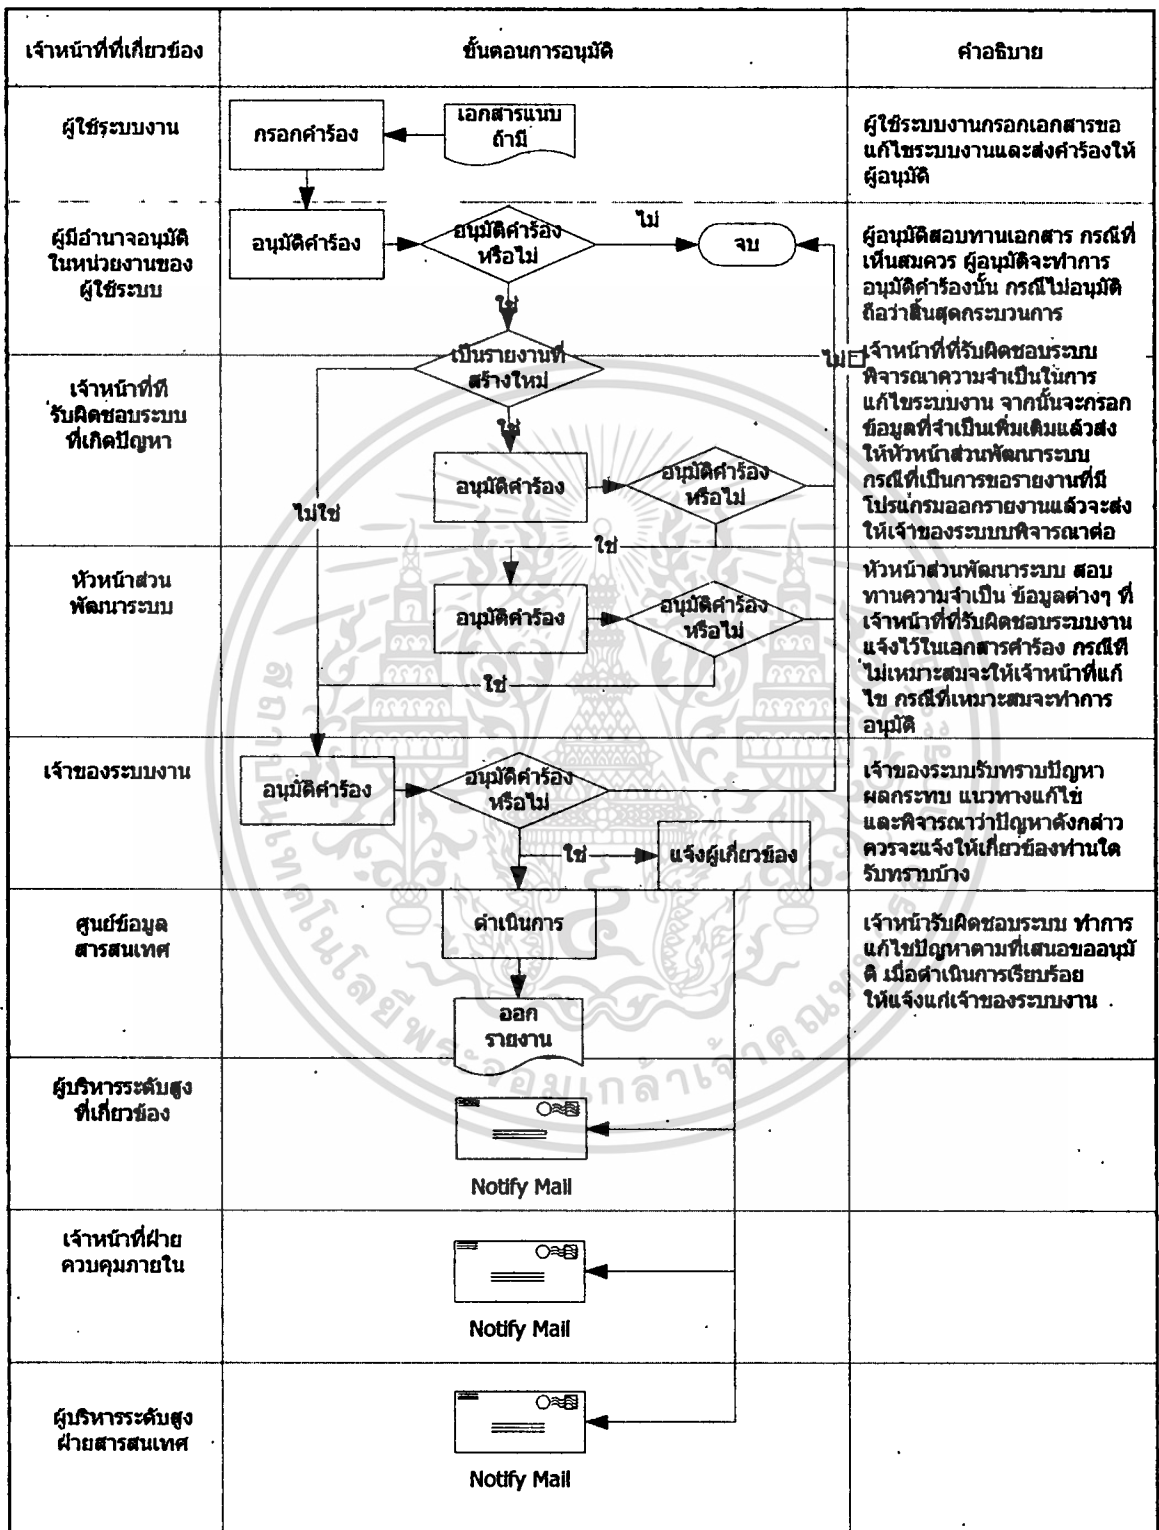 เจ้าหน้าที่ที่เกี่ยวข้อง
ขั้นตอนการอนุมัติ
คำอธิบาย
ผู้ใช้ระบบงาน
กรอกคำร้อง
เอกสารแนบ
ถ้ามี
ผู้ใช้ระบบงานกรอกเอกสารขอ
แก้ไขระบบงานและส่งคำร้องให้
ผู้อนุมัติ
ผู้มีอำนาจอนุมัติ
ในหน่วยงานของ
ผู้ใช้ระบบ
อนุมัติคำร้อง
อนุมัติคำร้อง
หรือไม่
ไม่
จบ
ใช่
ผู้อนุมัติสอบทานเอกสาร กรณีที่
เห็นสมควร ผู้อนุมัติจะทำการ
อนุมัติคำร้องนั้น กรณีไม่อนุมัติ
ถือว่าสิ้นสุดกระบวนการ
เจ้าหน้าที่ที
รับผิดชอบระบบ
ที่เกิดปัญหา
เป็นรายงานที่
สร้างใหม่
ไม่
ใช่
อนุมัติคำร้อง
อนุมัติคำร้อง
หรือไม่
ไม่ใช่
ใช่
เจ้าหน้าที่ที่รับผิดชอบระบบ
พิจารณาความจำเป็นในการ
แก้ไขระบบงาน จากนั้นจะกรอก
ข้อมูลที่จำเป็นเพิ่มเติมแล้วส่ง
ให้หัวหน้าส่วนพัฒนาระบบ
กรณีที่เป็นการขอรายงานที่มี
โปรแกรมออกรายงานแล้วจะส่ง
ให้เจ้าของระบบบพิจารณาต่อ
หัวหน้าส่วน
พัฒนาระบบ
อนุมัติคำร้อง
อนุมัติคำร้อง
หรือไม่
ใช่
หัวหน้าส่วนพัฒนาระบบ สอบ
ทานความจำเป็น ข้อมูลต่างๆ ที่
เจ้าหน้าที่ที่รับผิดชอบระบบงาน
แจ้งไว้ในเอกสารคำร้อง กรณีที
ไม่เหมาะสมจะให้เจ้าหน้าที่แก้
ไข กรณีที่เหมาะสมจะทำการ
อนุมัติ
เจ้าของระบบงาน
อนุมัติคำร้อง
อนุมัติคำร้อง
หรือไม่
ใช่
แจ้งผู้เกี่ยวข้อง
เจ้าของระบบรับทราบปัญหา
ผลกระทบ แนวทางแก้ไข
และพิจารณาว่าปัญหาดังกล่าว
ควรจะแจ้งให้เกี่ยวข้องท่านใด
รับทราบบ้าง
ศูนย์ข้อมูล
สารสนเทศ
ดำเนินการ
ออก
รายงาน
เจ้าหน้ารับผิดชอบระบบ ทำการ
แก้ไขปัญหาตามที่เสนอขออนุมั
ติ เมื่อดำเนินการเรียบร้อย
ให้แจ้งแก่เจ้าของระบบงาน
ผู้บริหารระดับสูง
ที่เกี่ยวข้อง
Notify Mail
เจ้าหน้าที่ฝ่าย
ควบคุมภายใน
Notify Mail
ผู้บริหารระดับสูง
ฝ่ายสารสนเทศ
Notify Mail